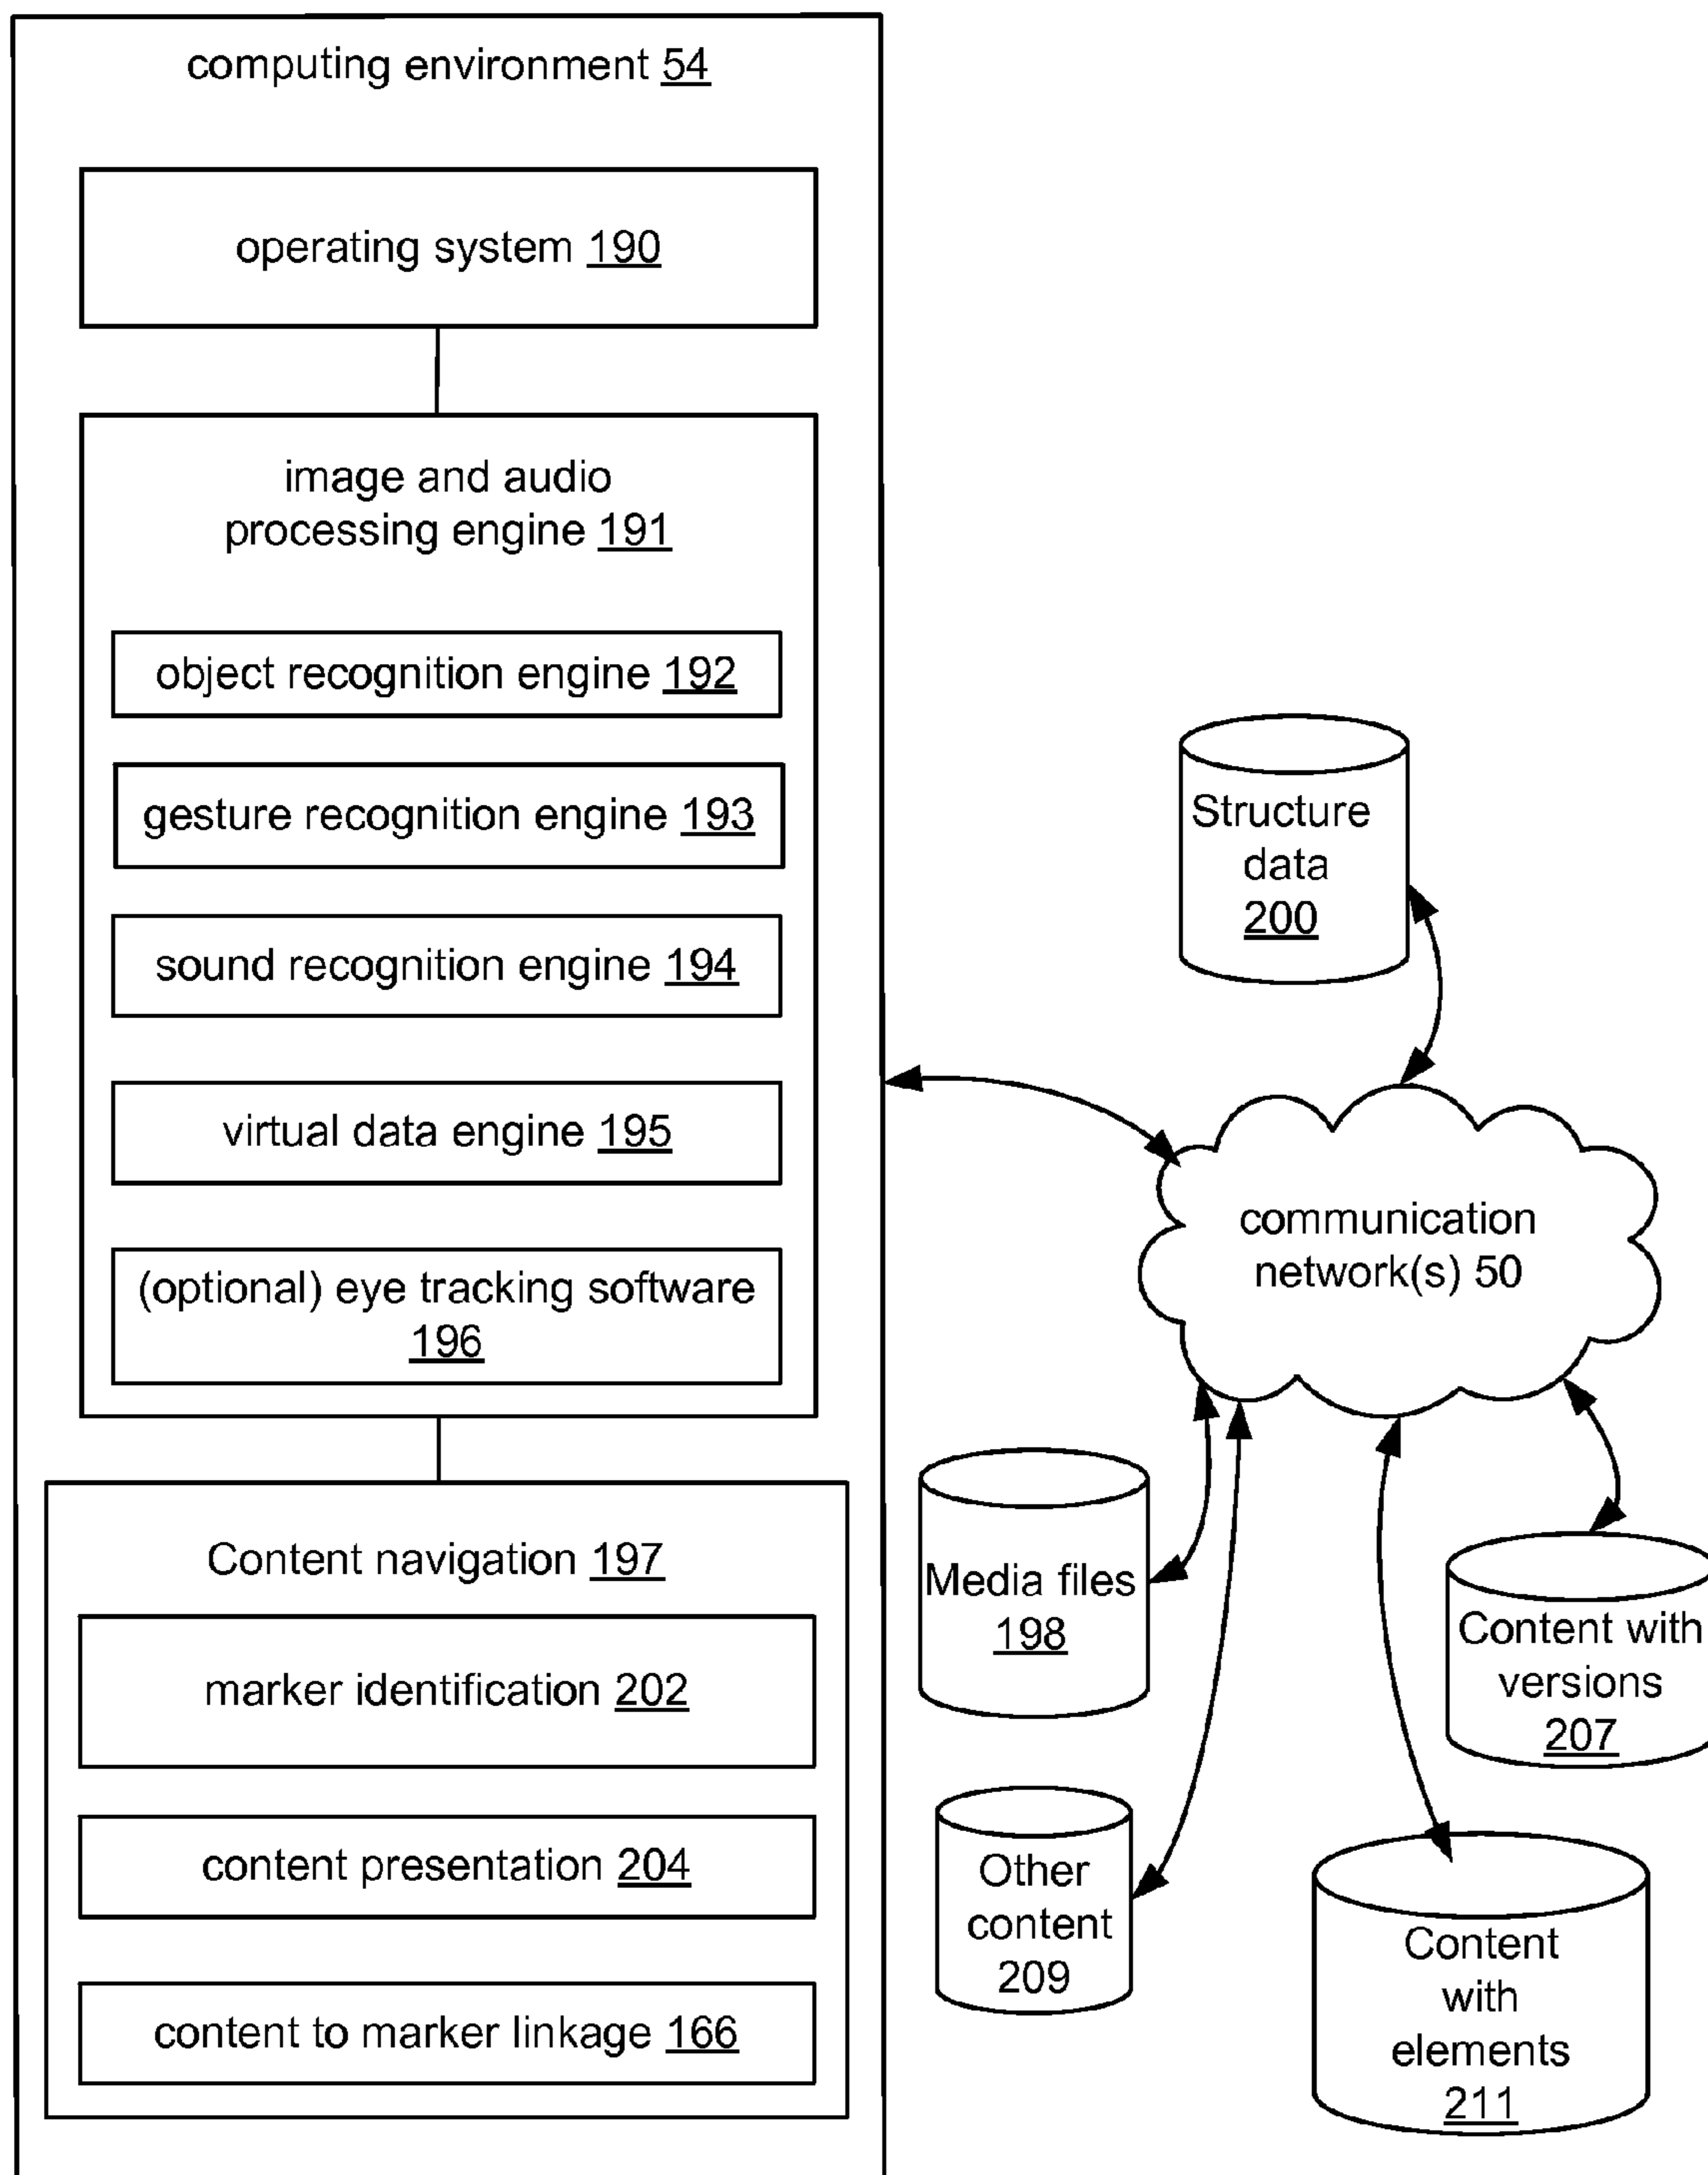 computing environment 54
operating system 190
image and audio
processing engine 191
object recognition engine 192
gesture recognition engine 193
sound recognition engine 194
virtual data engine 195
(optional) eye tracking software
196
Content navigation 197
marker identification 202
content presentation 204
content to marker linkage 166
Structure
data
200
communication
network(s) 50
Media files
198
Content with
versions
207
Other
content
209
Content
with
elements
211